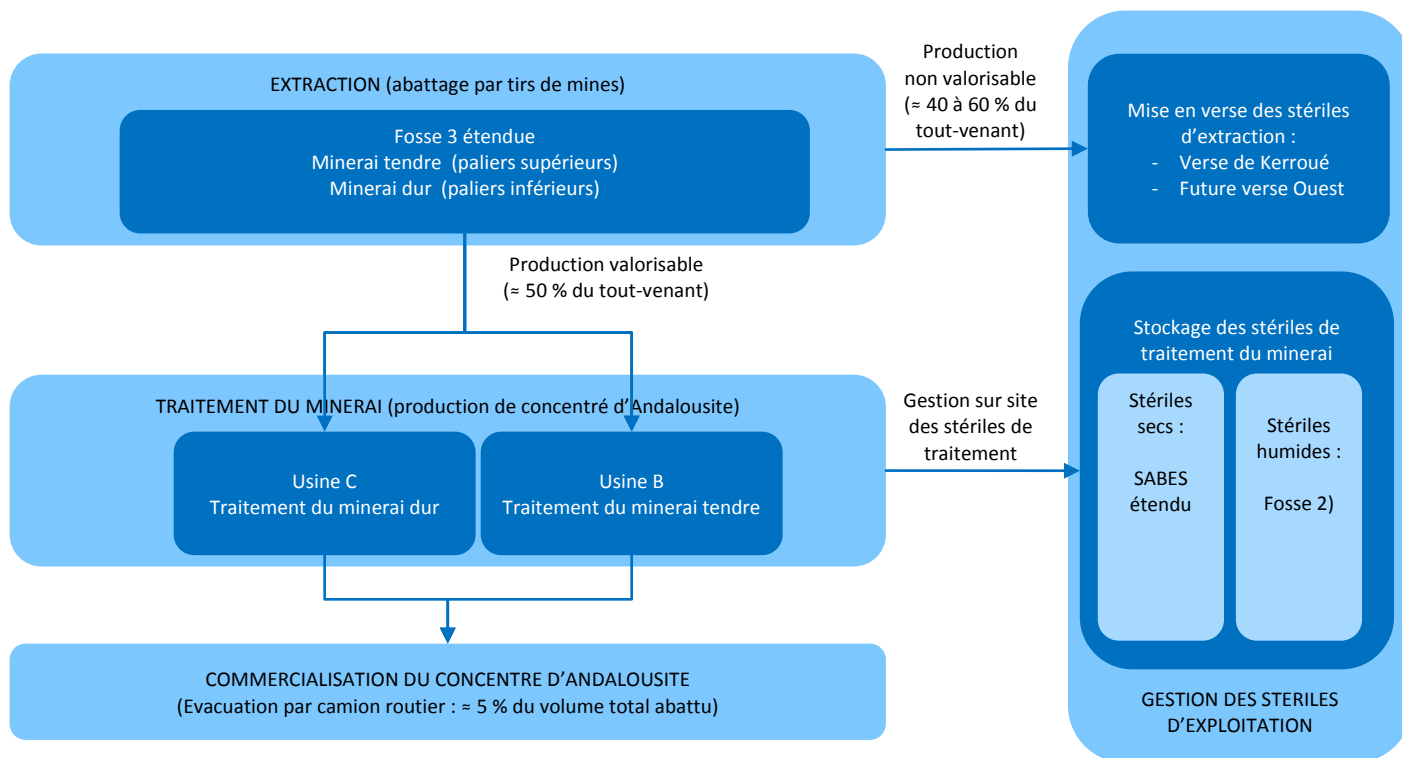 EXTRACTION (abattage par tirs de mines)
Fosse 3 étendue
Minerai tendre (paliers supérieurs)
Minerai dur (paliers inférieurs)
Production
non valorisable
(≈ 40 à 60 % du
tout-venant)
Mise en verse des stériles
d'extraction :
- Verse de Kerroué
- Future verse Ouest
Production valorisable
(≈ 50 % du tout-venant)
TRAITEMENT DU MINERAI (production de concentré d'Andalousite)
Usine C
Traitement du minerai dur
Usine B
Traitement du minerai tendre
Gestion sur site
des stériles de
traitement
Stockage des stériles de
traitement du minerai
Stériles
secs :
SABES
étendu
Stériles
humides :
Fosse 2)
COMMERCIALISATION DU CONCENTRE D'ANDALOUSITE
(Evacuation par camion routier : ≈ 5 % du volume total abattu)
GESTION DES STERILES
D'EXPLOITATION